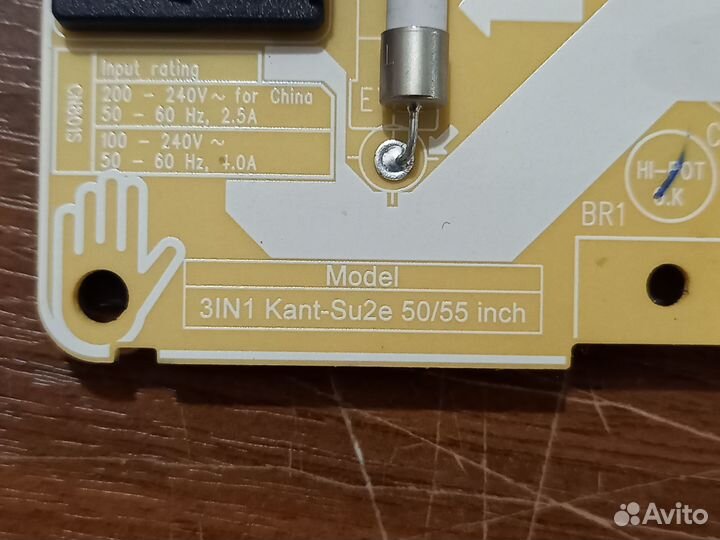 Input rating
200 - 240V ~ for China
50 - 60 Hz, 2.5A
100 - 240V ~
50 - 60 Hz, 4.0A
E
L
HI-POT
O.K
BR1
C
Model
3IN1 Kant-Su2e 50/55 inch
Avito